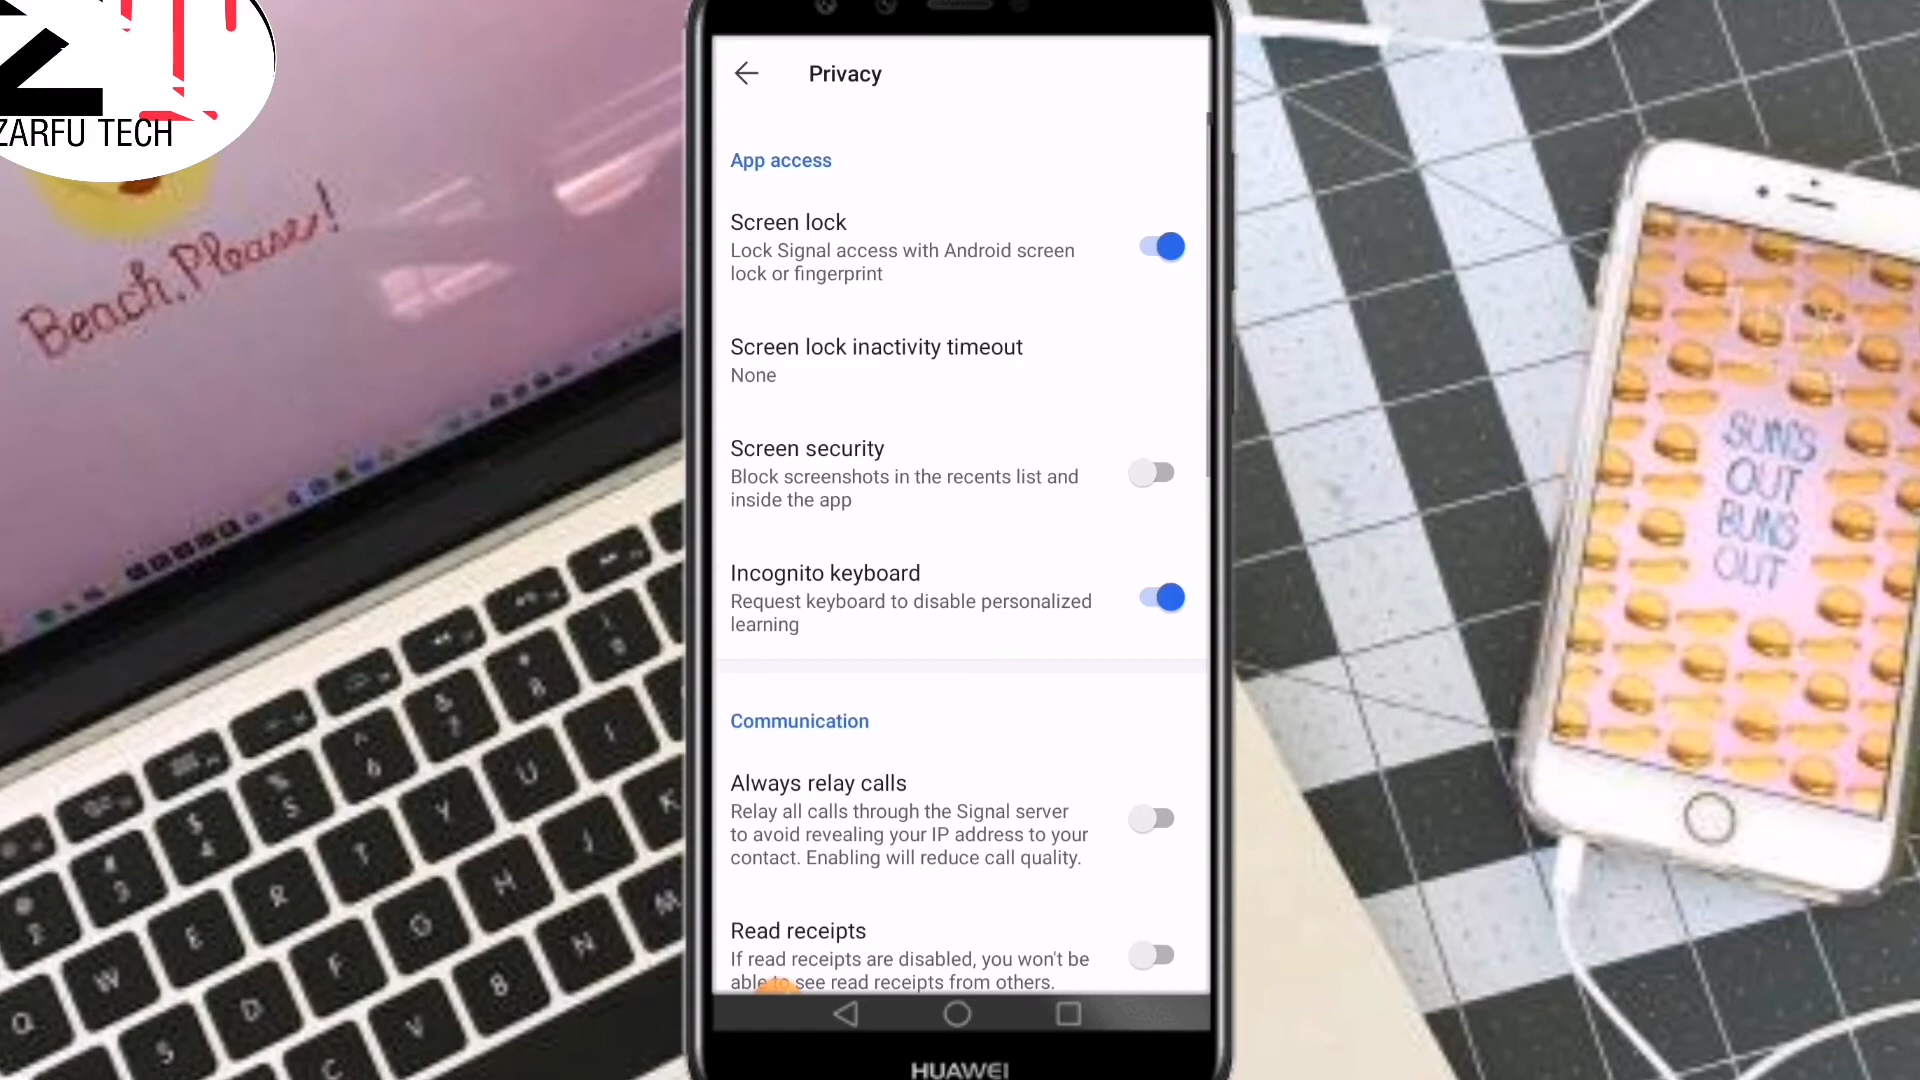 ZARFU TECH
Beach, Please!
Privacy
App access
Screen lock
Lock Signal access with Android screen
lock or fingerprint
Screen lock inactivity timeout
None
Screen security
Block screenshots in the recents list and
inside the app
Incognito keyboard
Request keyboard to disable personalized
learning
Communication
Always relay calls
Relay all calls through the Signal server
to avoid revealing your IP address to your
contact. Enabling will reduce call quality.
Read receipts
If read receipts are disabled, you won't be
able to see read receipts from others.
HUAWEI
SUN'S
OUT
BUNS
OUT